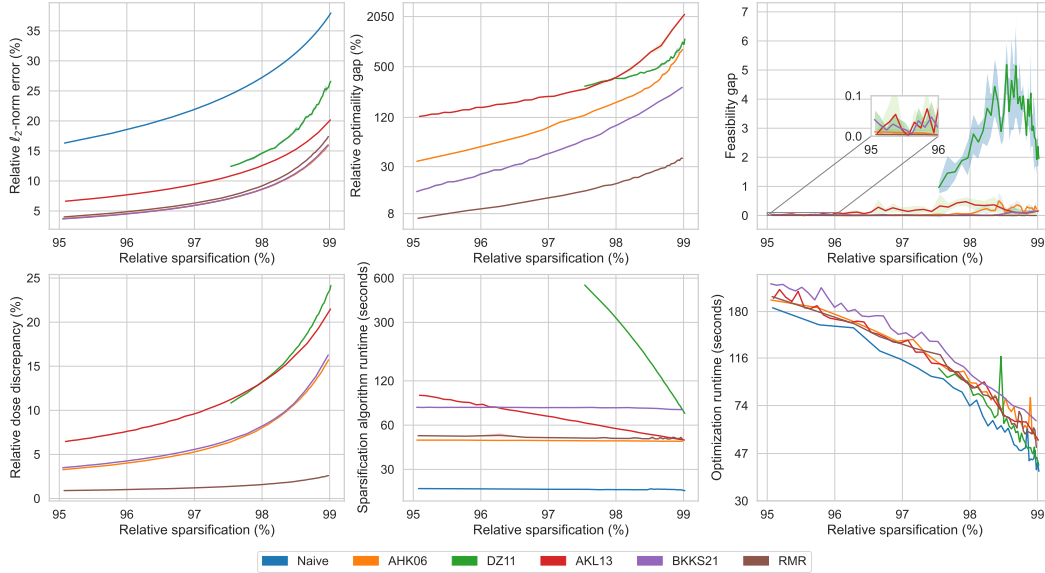 Relative ℓ2-norm error (%)
35
30
25
20
15
10
5
95 96 97 98 99
Relative sparsification (%)
Relative optimaility gap (%)
2050
500
120
30
8
95 96 97 98 99
Relative sparsification (%)
Feasibility gap
7
6
5
4
3
2
1
0
0.1
0.0
95 96
95 96 97 98 99
Relative sparsification (%)
Relative dose discrepancy (%)
25
20
15
10
5
0
95 96 97 98 99
Relative sparsification (%)
Sparsification algorithm runtime (seconds)
600
300
120
60
30
95 96 97 98 99
Relative sparsification (%)
Optimization runtime (seconds)
180
116
74
47
30
95 96 97 98 99
Relative sparsification (%)
Naive AHK06 DZ11 AKL13 BKKS21 RMR